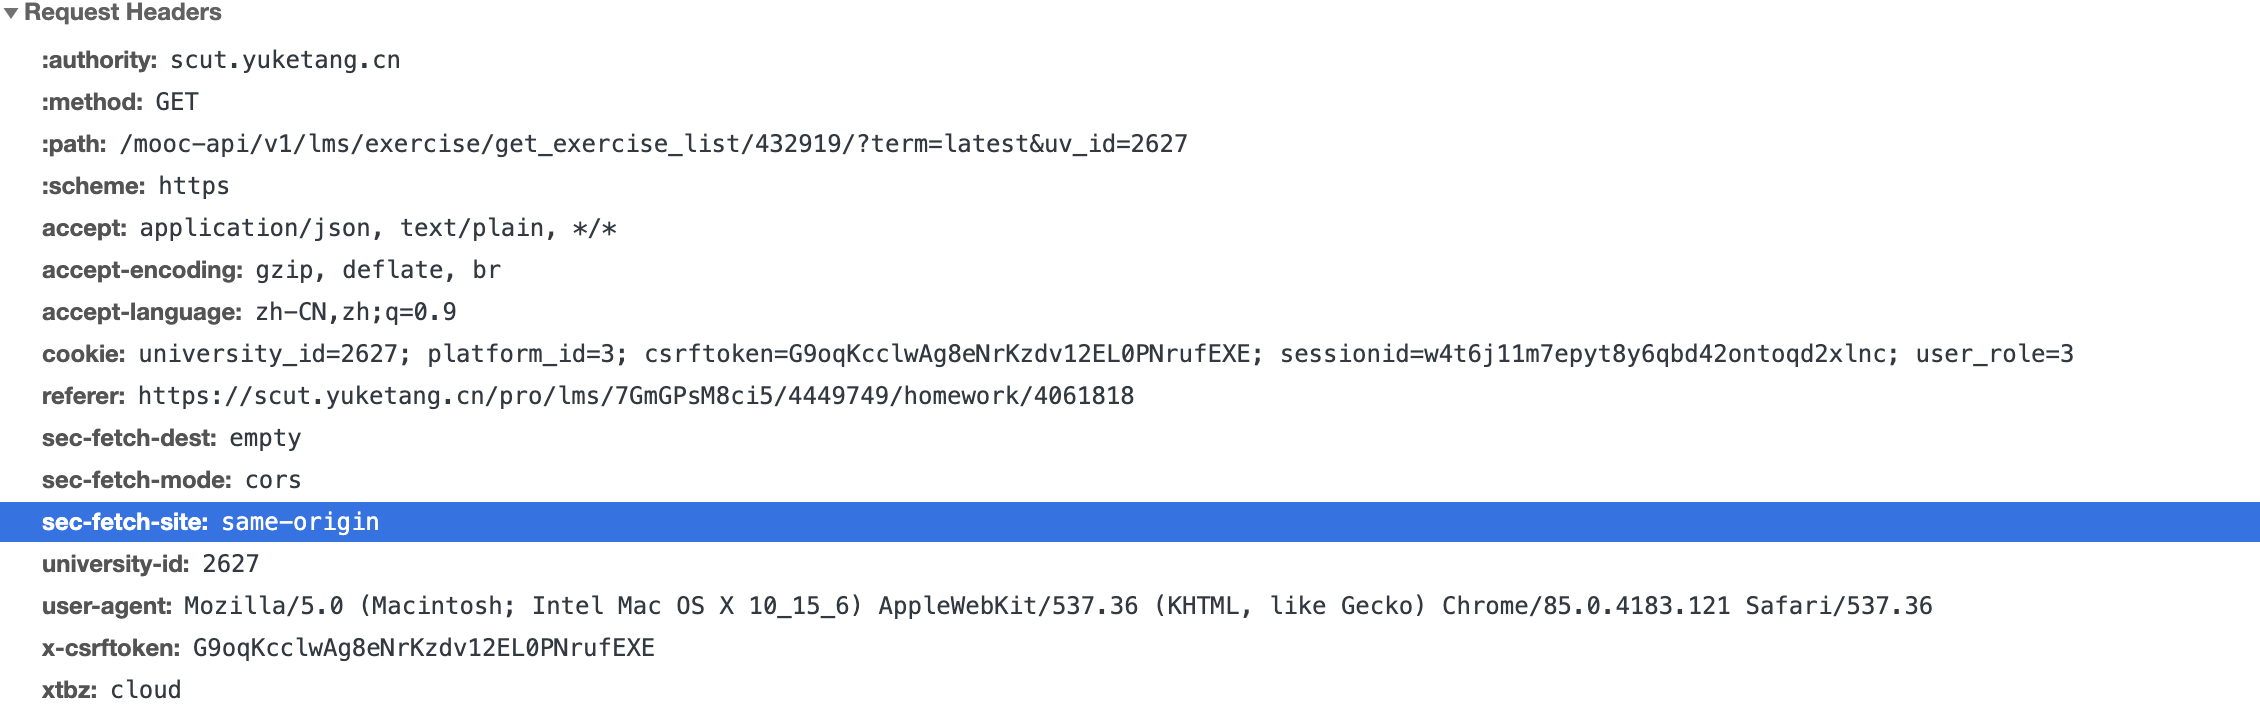 Request Headers
:authority: scut.yuketang.cn
:method: GET
:path: /mooc-api/v1/lms/exercise/get_exercise_list/432919/?term=latest&uv_id=2627
:scheme: https
accept: application/json, text/plain, */*
accept-encoding: gzip, deflate, br
accept-language: zh-CN,zh;q=0.9
cookie: university_id=2627; platform_id=3; csrftoken=G9oqKcclwAg8eNrKzdv12EL0PNrufEXE; sessionid=w4t6j11m7epyt8y6qbd42ontoqd2xlnc; user_role=3
referer: https://scut.yuketang.cn/pro/lms/7GmGPsM8ci5/4449749/homework/4061818
sec-fetch-dest: empty
sec-fetch-mode: cors
sec-fetch-site: same-origin
university-id: 2627
user-agent: Mozilla/5.0 (Macintosh; Intel Mac OS X 10_15_6) AppleWebKit/537.36 (KHTML, like Gecko) Chrome/85.0.4183.121 Safari/537.36
x-csrftoken: G9oqKcclwAg8eNrKzdv12EL0PNrufEXE
xtbz: cloud